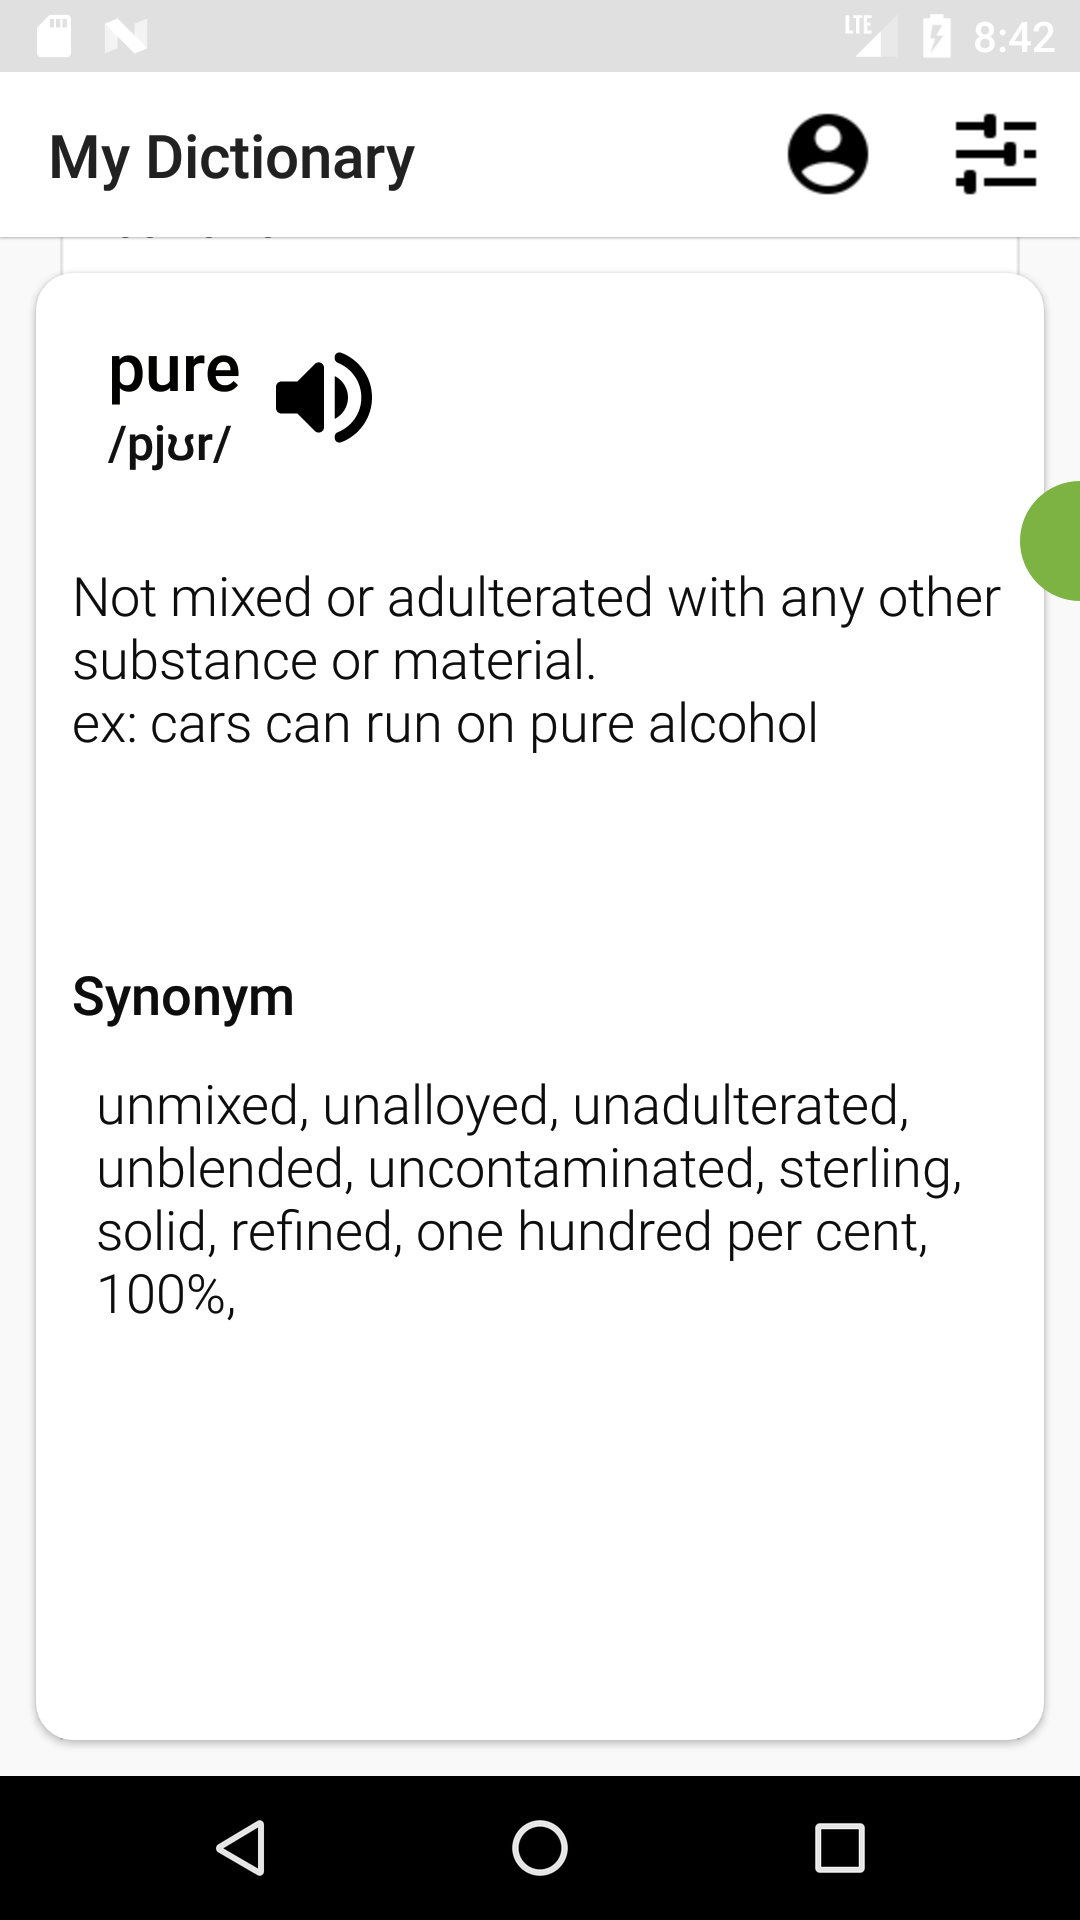 LTE 8:42
My Dictionary
pure
/pjʊr/
Not mixed or adulterated with any other
substance or material.
ex: cars can run on pure alcohol
Synonym
unmixed, unalloyed, unadulterated,
unblended, uncontaminated, sterling,
solid, refined, one hundred per cent,
100%,